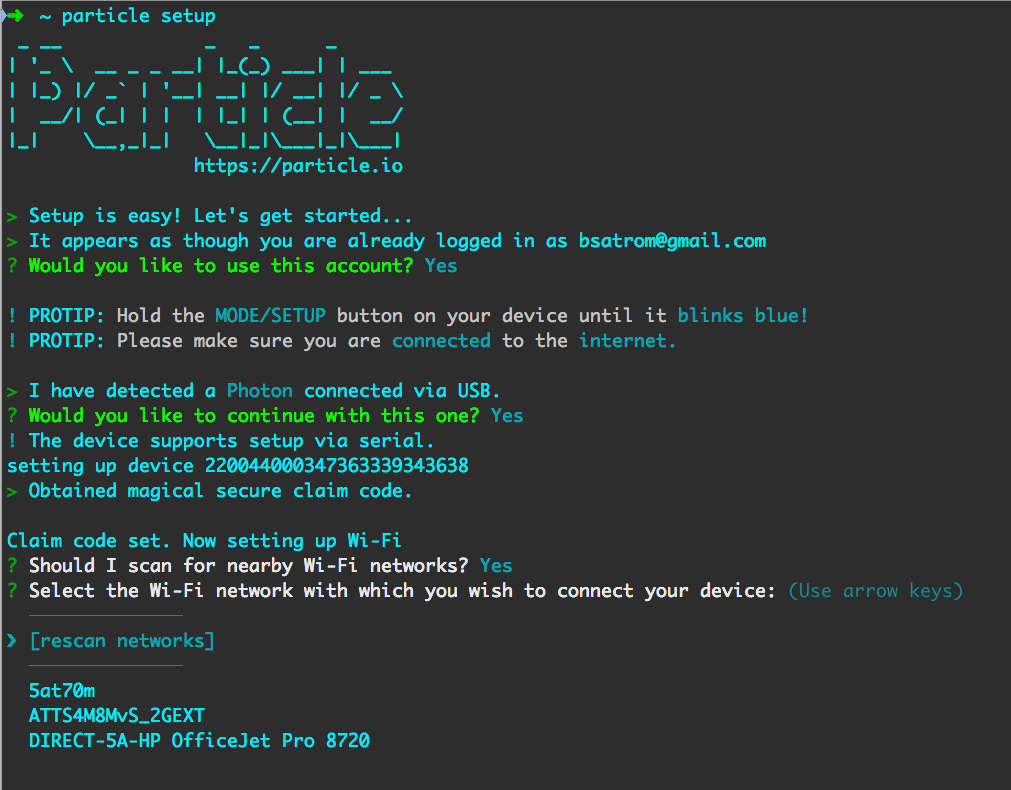 ➜ ~ particle setup
 _ __                  _   _      _
| '_ \  __ _ _ __| |_(_) ___| | ___
| |_) |/ _` | '__| __| |/ __| |/ _ \
|  __/| (_| | |  | |_| | (__| |  __/
|_|    \__,_|_|   \__|_|\___|_|\___|
                 https://particle.io
> Setup is easy! Let's get started...
> It appears as though you are already logged in as bsatrom@gmail.com
? Would you like to use this account? Yes
! PROTIP: Hold the MODE/SETUP button on your device until it blinks blue!
! PROTIP: Please make sure you are connected to the internet.
> I have detected a Photon connected via USB.
? Would you like to continue with this one? Yes
! The device supports setup via serial.
setting up device 220044000347363339343638
> Obtained magical secure claim code.
Claim code set. Now setting up Wi-Fi
? Should I scan for nearby Wi-Fi networks? Yes
? Select the Wi-Fi network with which you wish to connect your device: (Use arrow keys)
──────────────
❯ [rescan networks]
──────────────
5at70m
ATTS4M8MvS_2GEXT
DIRECT-5A-HP OfficeJet Pro 8720